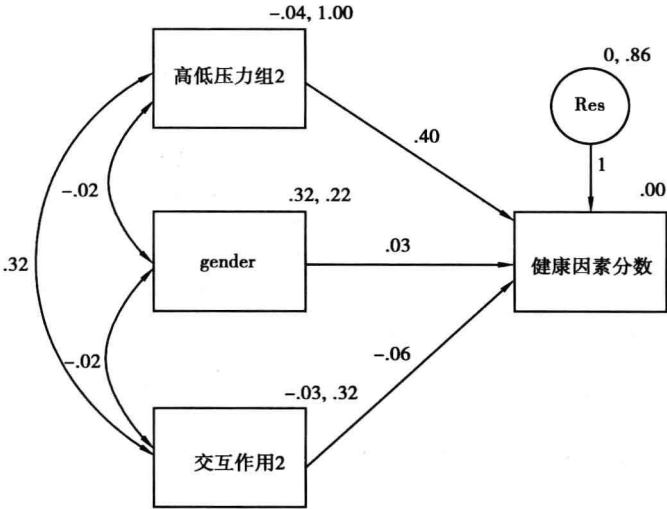 -.04, 1.00
高低压力组2
0, .86
Res
.40
1
-.02
.32, .22
.00
gender
.03
健康因素分数
.32
-.02
-.06
-.03, .32
交互作用2